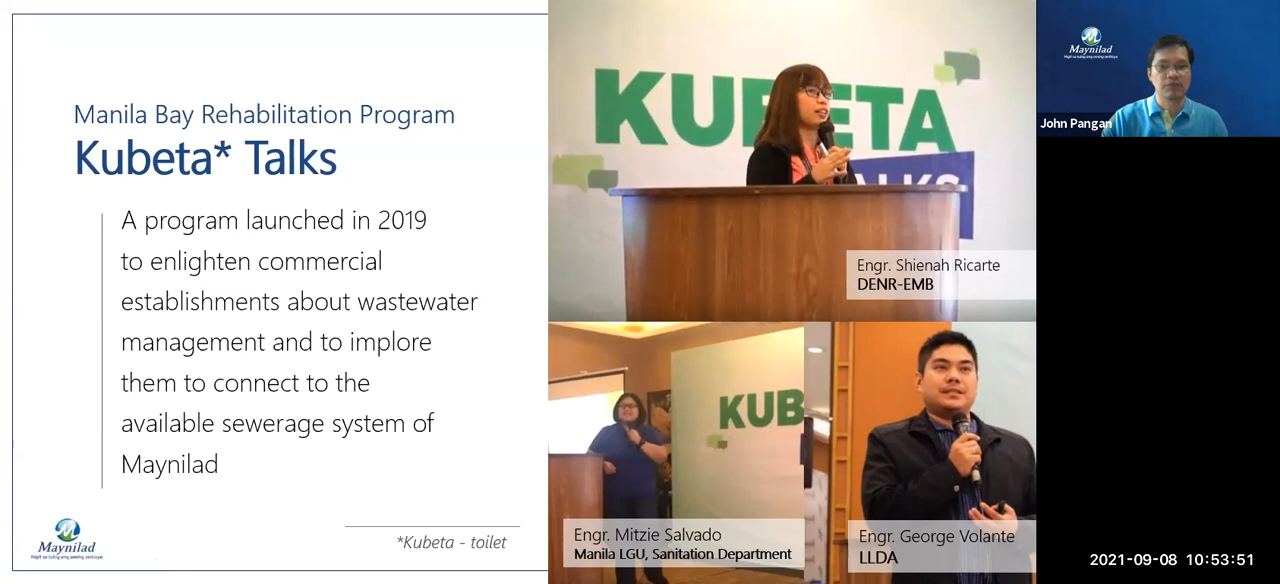 Manila Bay Rehabilitation Program
Kubeta* Talks
A program launched in 2019
to enlighten commercial
establishments about wastewater
management and to implore
them to connect to the
available sewerage system of
Maynilad
Maynilad
*Kubeta - toilet
KUBETA
TALKS
Engr. Shienah Ricarte
DENR-EMB
KUB
Engr. Mitzie Salvado
Manila LGU, Sanitation Department
Engr. George Volante
LLDA
Maynilad
John Pangan
2021-09-08 10:53:51